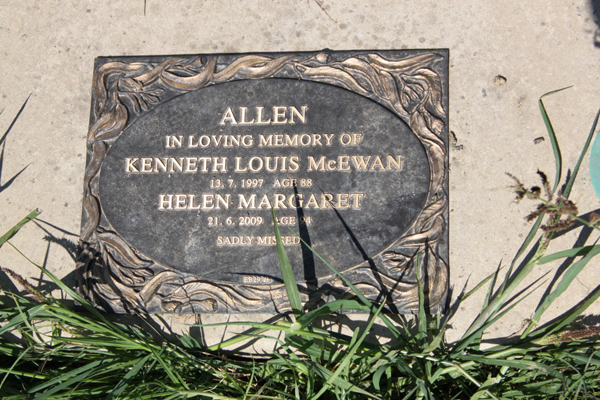 ALLEN
IN LOVING MEMORY OF
KENNETH LOUIS McEWAN
13. 7. 1997 AGE 88
HELEN MARGARET
21. 6. 2009 AGE 94
SADLY MISSED